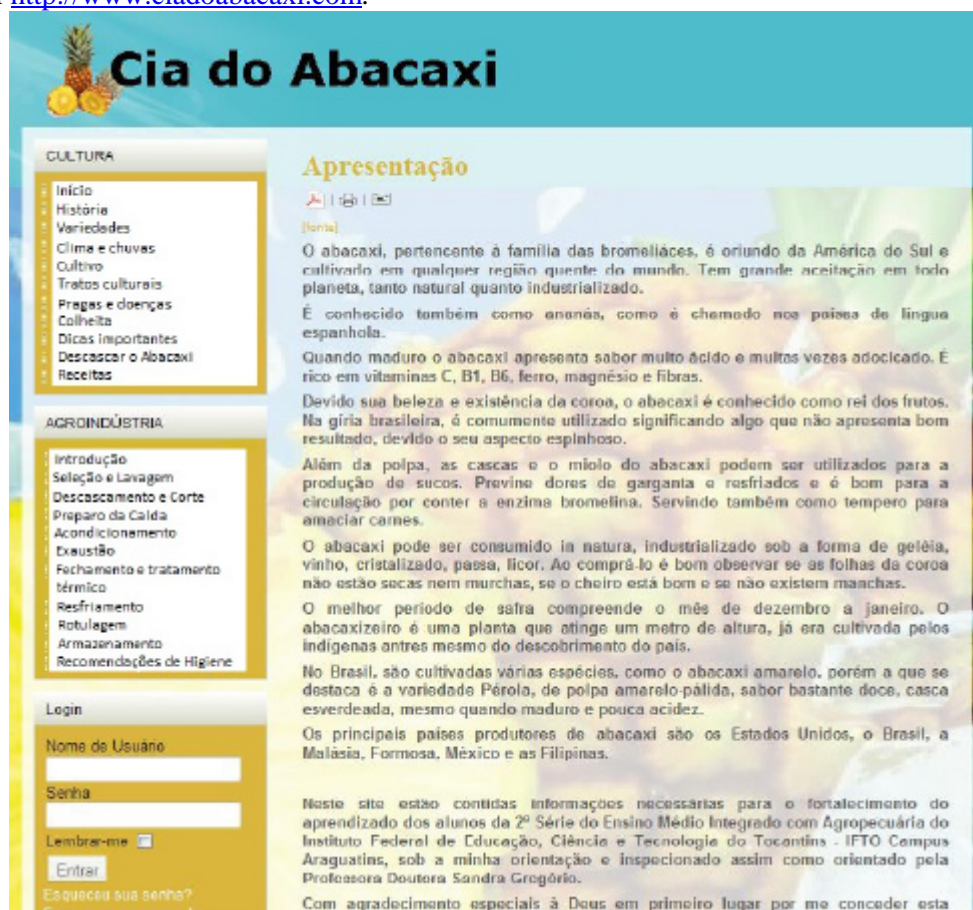 http://www.ciadoabacaxi.com.
Cia do Abacaxi
CULTURA
Início
História
Variedades
Clima e chuvas
Cultivo
Tratos culturais
Pragas e doenças
Colheita
Dicas importantes
Descascar o Abacaxi
Receitas
AGROINDÚSTRIA
Introdução
Seleção e Lavagem
Descascamento e Corte
Preparo da Calda
Acondicionamento
Exaustão
Fechamento e tratamento
térmico
Resfriamento
Rotulagem
Armazenamento
Recomendações de Higiene
Login
Nome de Usuário
Senha
Lembrar-me
Entrar
Esqueceu sua senha?
Apresentação
[fonte]
O abacaxi, pertencente à família das bromeliáces, é oriundo da América do Sul e
cultivado em qualquer região quente do mundo. Tem grande aceitação em todo
planeta, tanto natural quanto industrializado.
É conhecido também como ananás, como é chamado nos países de língua
espanhola.
Quando maduro o abacaxi apresenta sabor muito ácido e muitas vezes adocicado. É
rico em vitaminas C, B1, B6, ferro, magnésio e fibras.
Devido sua beleza e existência da coroa, o abacaxi é conhecido como rei dos frutos.
Na gíria brasileira, é comumente utilizado significando algo que não apresenta bom
resultado, devido o seu aspecto espinhoso.
Além da polpa, as cascas e o miolo do abacaxi podem ser utilizados para a
produção de sucos. Previne dores de garganta e resfriados e é bom para a
circulação por conter a enzima bromelina. Servindo também como tempero para
amaciar carnes.
O abacaxi pode ser consumido in natura, industrializado sob a forma de geléia,
vinho, cristalizado, passa, licor. Ao comprá-lo é bom observar se as folhas da coroa
não estão secas nem murchas, se o cheiro está bom e se não existem manchas.
O melhor período de safra compreende o mês de dezembro a janeiro. O
abacaxizeiro é uma planta que atinge um metro de altura, já era cultivada pelos
indígenas antres mesmo do descobrimento do país.
No Brasil, são cultivadas várias espécies, como o abacaxi amarelo, porém a que se
destaca é a variedade Pérola, de polpa amarelo-pálida, sabor bastante doce, casca
esverdeada, mesmo quando maduro e pouca acidez.
Os principais países produtores de abacaxi são os Estados Unidos, o Brasil, a
Malásia, Formosa, México e as Filipinas.
Neste site estão contidas informações necessárias para o fortalecimento do
aprendizado dos alunos da 2ª Série do Ensino Médio Integrado com Agropecuária do
Instituto Federal de Educação, Ciência e Tecnologia do Tocantins - IFTO Campus
Araguatins, sob a minha orientação e inspecionado assim como orientado pela
Professora Doutora Sandra Gregório.
Com agradecimento especiais à Deus em primeiro lugar por me conceder esta